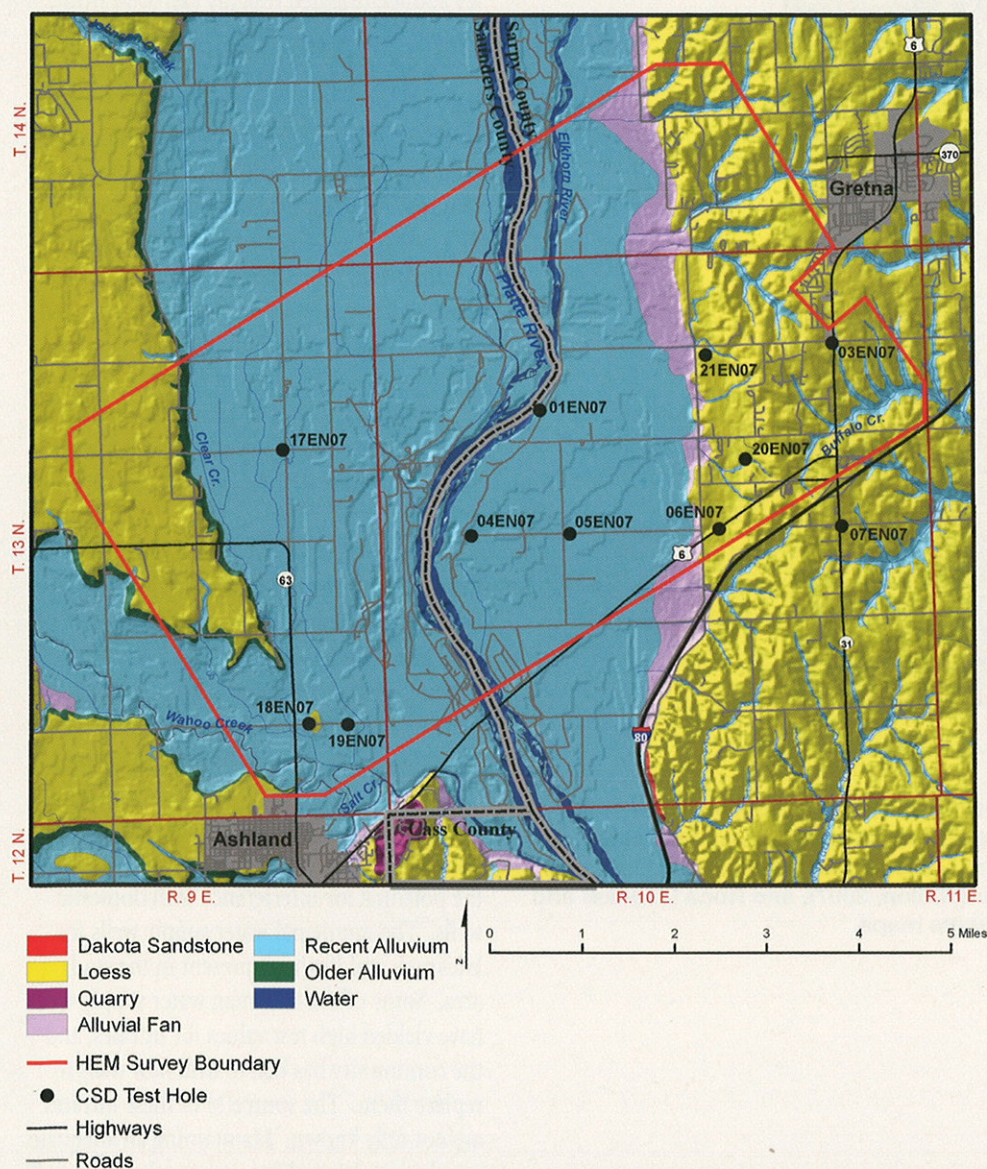 Johnson Creek
Sarpy County
Saunders County
6
T. 14 N.
Elkhorn River
370
Gretna
Platte River
03EN07
21EN07
01EN07
Clear Cr.
17EN07
Buffalo Cr.
20EN07
04EN07
05EN07
06EN07
6
07EN07
T. 13 N.
63
31
18EN07
Wahoo Creek
19EN07
80
Salt Cr.
Cass County
Ashland
T. 12 N.
R. 9 E.
R. 10 E.
R. 11 E.
N
0 1 2 3 4 5 Miles
Dakota Sandstone
Loess
Quarry
Alluvial Fan
Recent Alluvium
Older Alluvium
Water
HEM Survey Boundary
CSD Test Hole
Highways
Roads